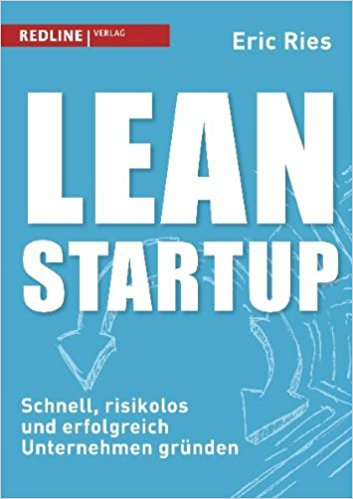 REDLINE | VERLAG
Eric Ries
LEAN
STARTUP
Schnell, risikolos
und erfolgreich
Unternehmen gründen